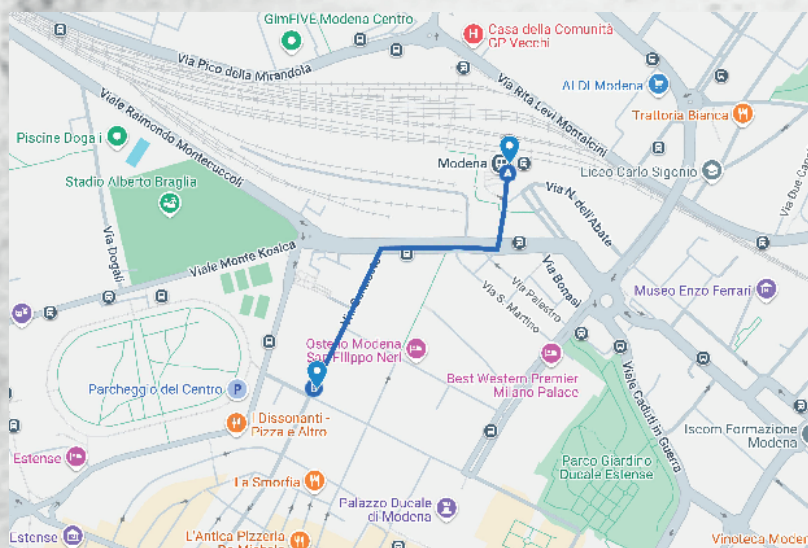 GimFIVE Modena Centro
Casa della Comunità
GP Vecchi
Via Pico della Mirandola
Via Rita Levi Montalcini
ALDI Modena
Trattoria Bianca
Viale Raimondo Montecuccoli
Piscine Dogali
Modena
A
Liceo Carlo Sigonio
Stadio Alberto Braglia
Via N. dell'Abate
Via Due Can
Via Dogali
Viale Monte Kosica
Via Bonasi
Museo Enzo Ferrari
Via Palestro
Via S. Martino
Ostello Modena
San Filippo Neri
Best Western Premier
Milano Palace
Viale Caduti in Guerra
Parcheggio del Centro
P
I Dissonanti -
Pizza e Altro
Iscom Formazione
Modena
Estense
Parco Giardino
Ducale Estense
La Smorfia
Palazzo Ducale
di Modena
Estense
L'Antica Pizzeria
Vinoteca Moder